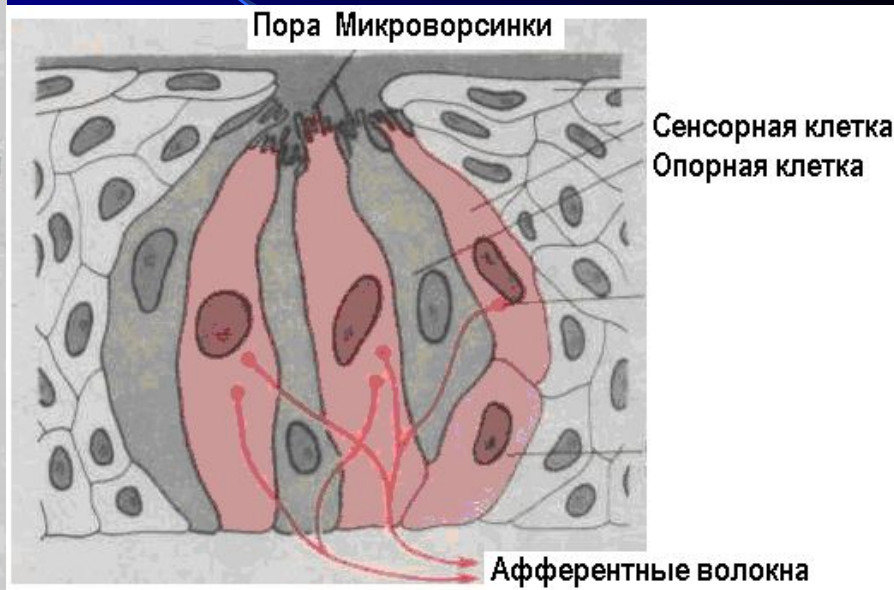 Пора Микроворсинки
Сенсорная клетка
Опорная клетка
Афферентные волокна